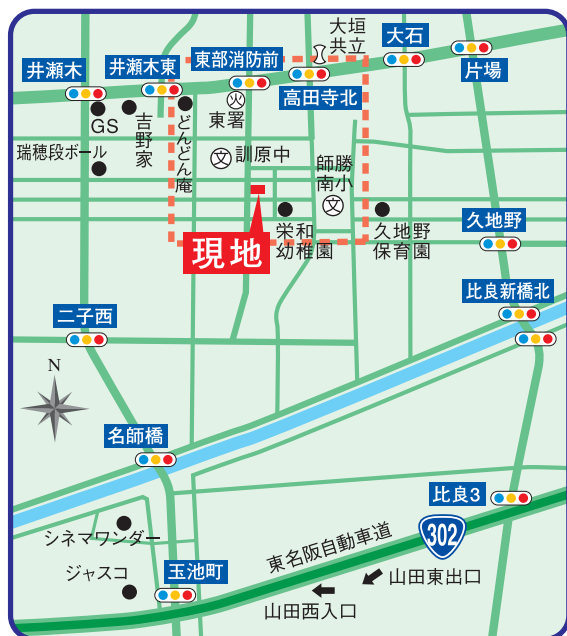 大垣
共立
大石
片場
東部消防前
井瀬木東
井瀬木
高田寺北
火
東署
GS
吉野家
どんどん庵
瑞穂段ボール
文
訓原中
師勝
南小
文
栄和
幼稚園
久地野
保育園
久地野
現地
比良新橋北
二子西
N
名師橋
比良3
302
シネマワンダー
東名阪自動車道
ジャスコ
玉池町
山田東出口
山田西入口